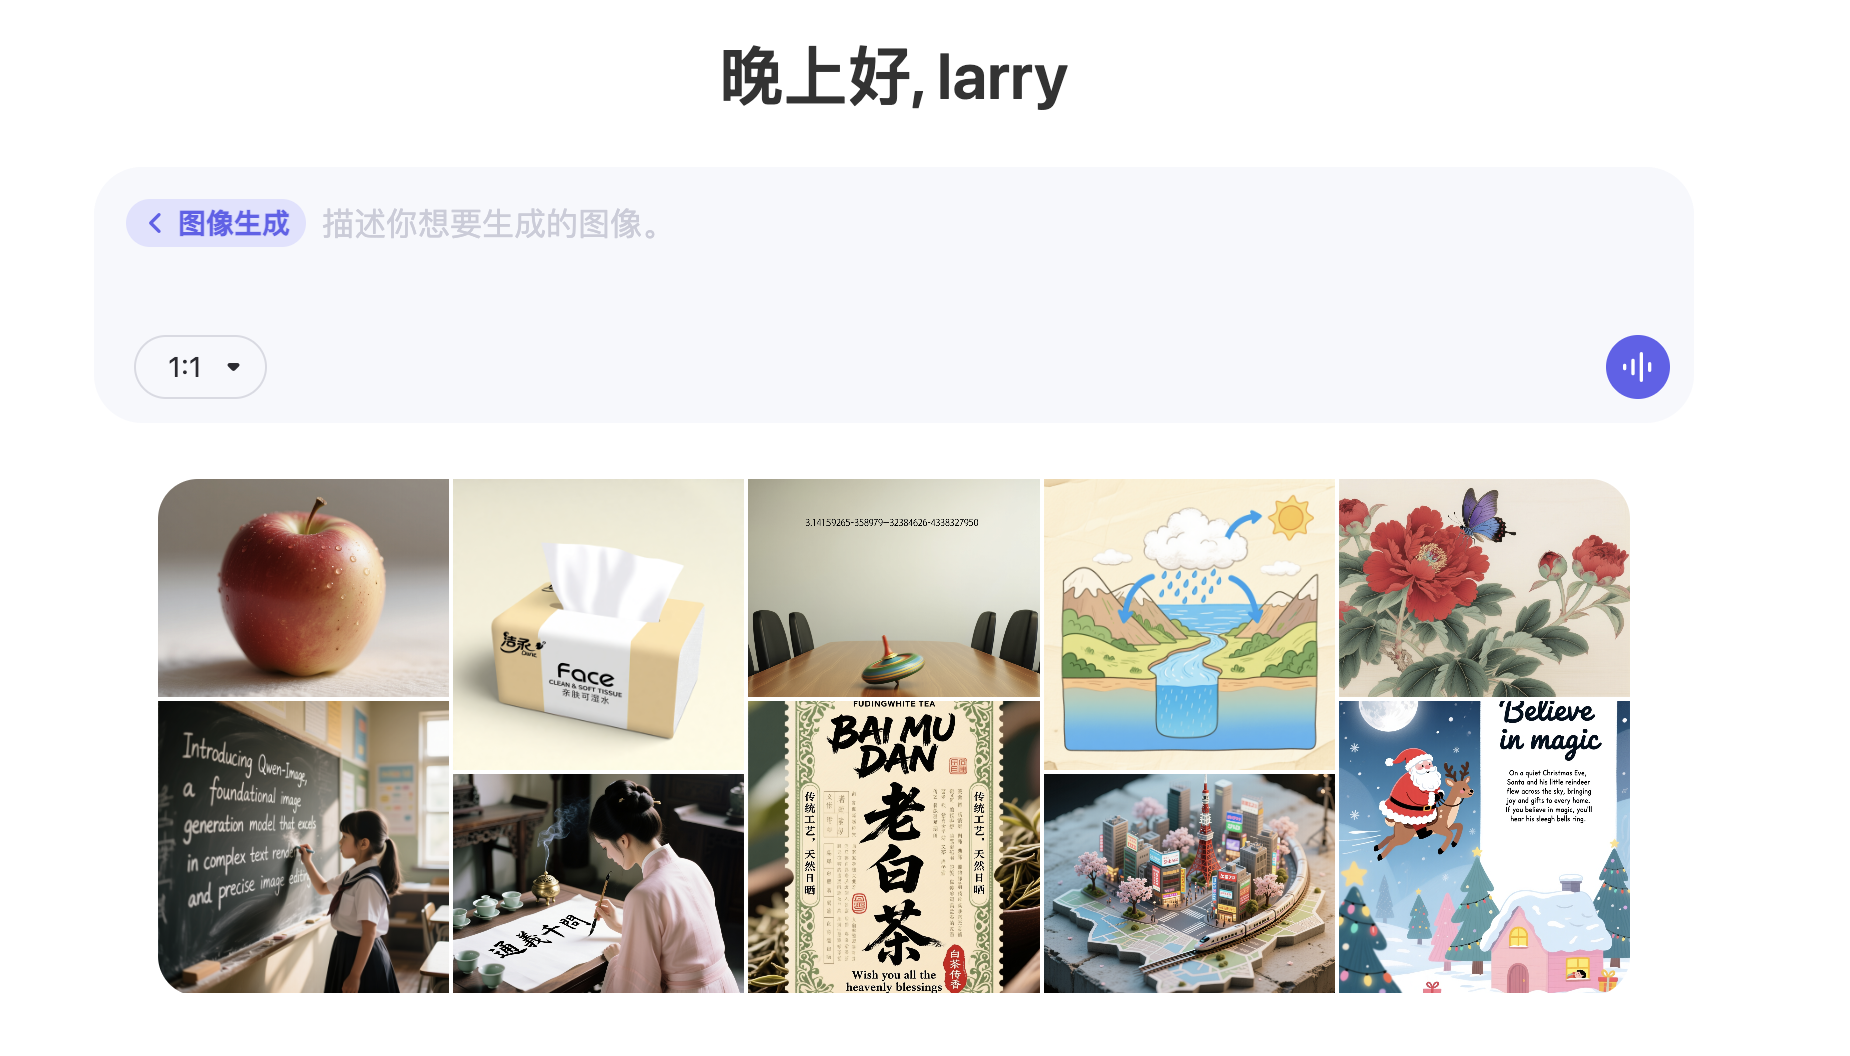 晚上好, larry
图像生成
描述你想要生成的图像。
1:1
3.14159265-358979-32384626-4338327950
洁丞
Face
CLEAN & SOFT TISSUE
亲肤可湿水
Introducing Qwen-Image,
a foundational image
generation model that excels
in complex text rende
and precise image editing
通義千問
FUDINGWHITE TEA
BAI MU
DAN
传统工艺，天然日晒
老白茶
传统工艺，天然日晒
白茶传香
Wish you all the
heavenly blessings
Believe
in magic
On a quiet Christmas Eve,
Santa and his little reindeer
flew across the sky, bringing
joy and gifts to every home.
If you believe in magic, you'll
hear his sleigh bells ring.